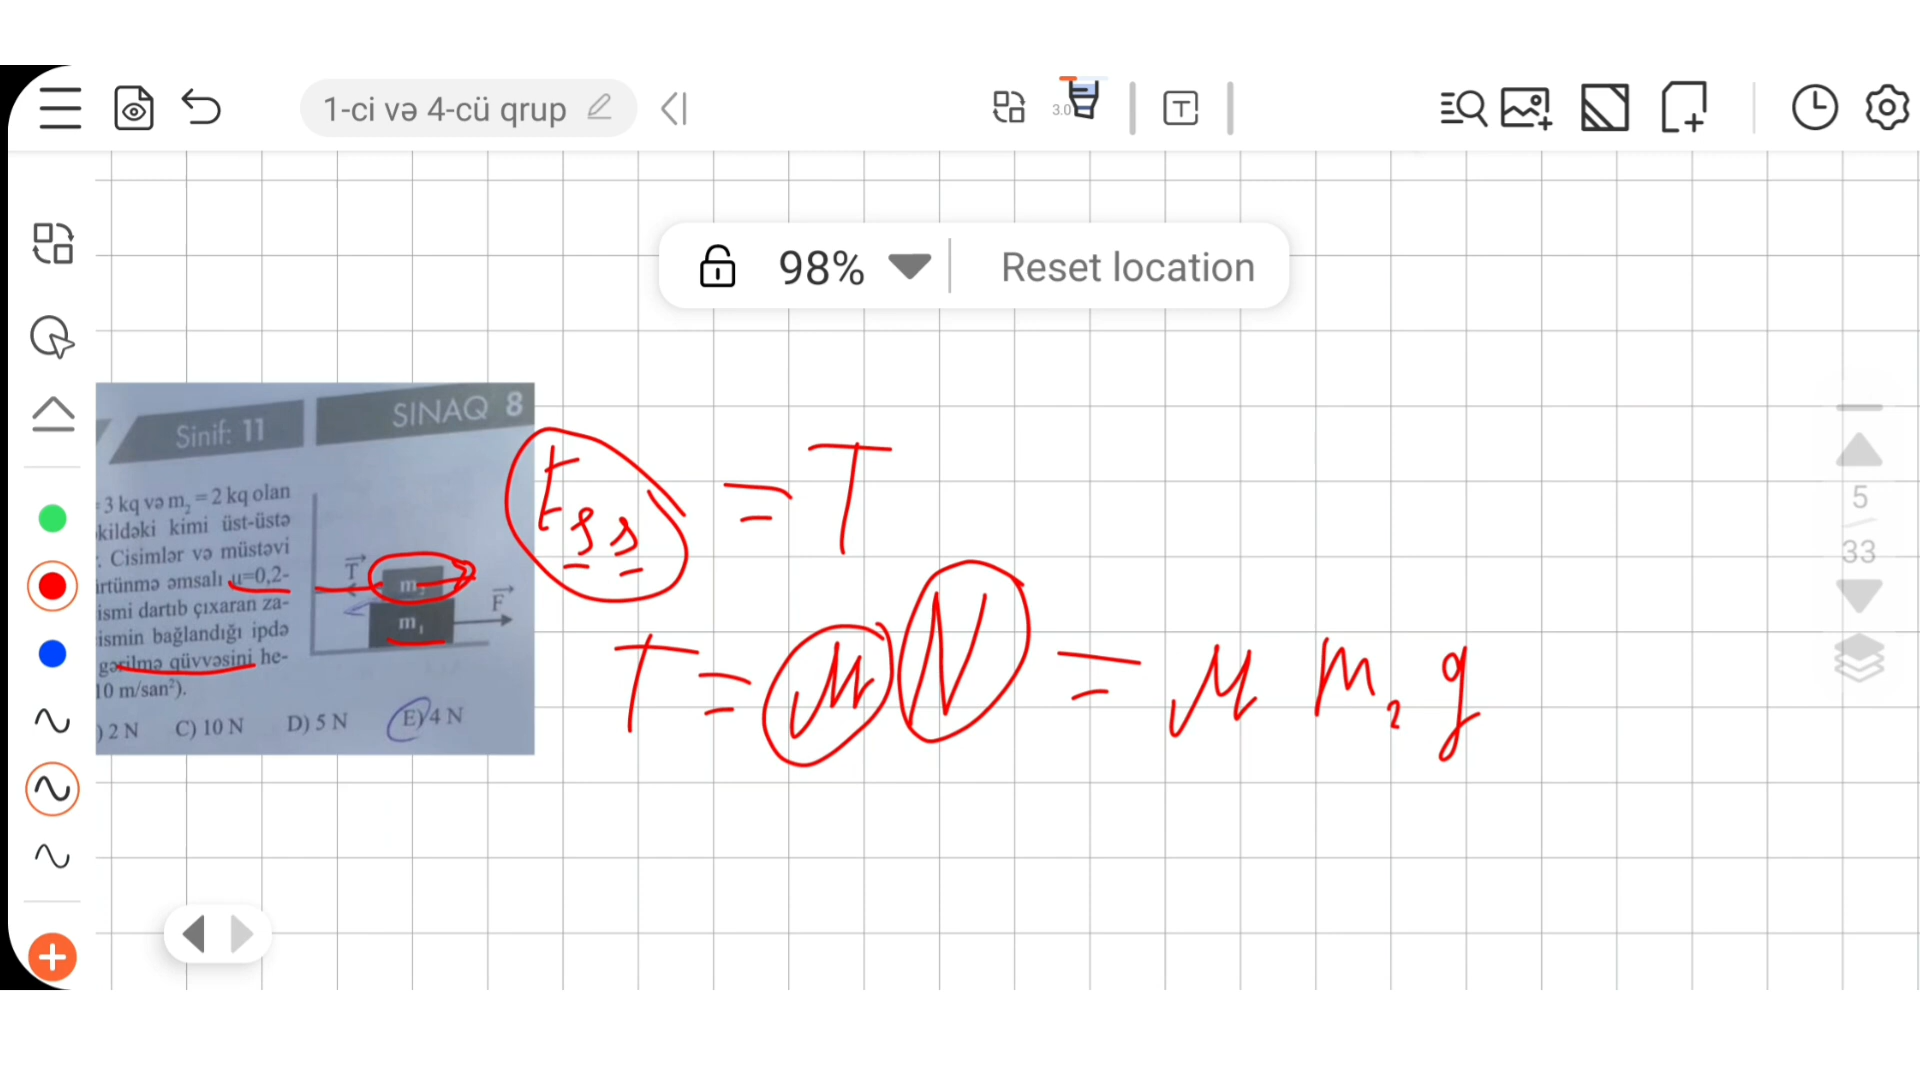 1-ci və 4-cü qrup
3.0
T
98%
Reset location
Sinif: 11
SINAQ 8
3 kq və m₂ = 2 kq olan
kildəki kimi üst-üstə
. Cisimlər və müstəvi
irtünmə əmsalı μ=0,2-
ismi dartıb çıxaran za-
ismin bağlandığı ipdə
gərilmə qüvvəsini he-
10 m/san²).
) 2 N C) 10 N D) 5 N E) 4 N
T
m₂
m₁
F
= T
T = μ N = μ m₂ g
5
33